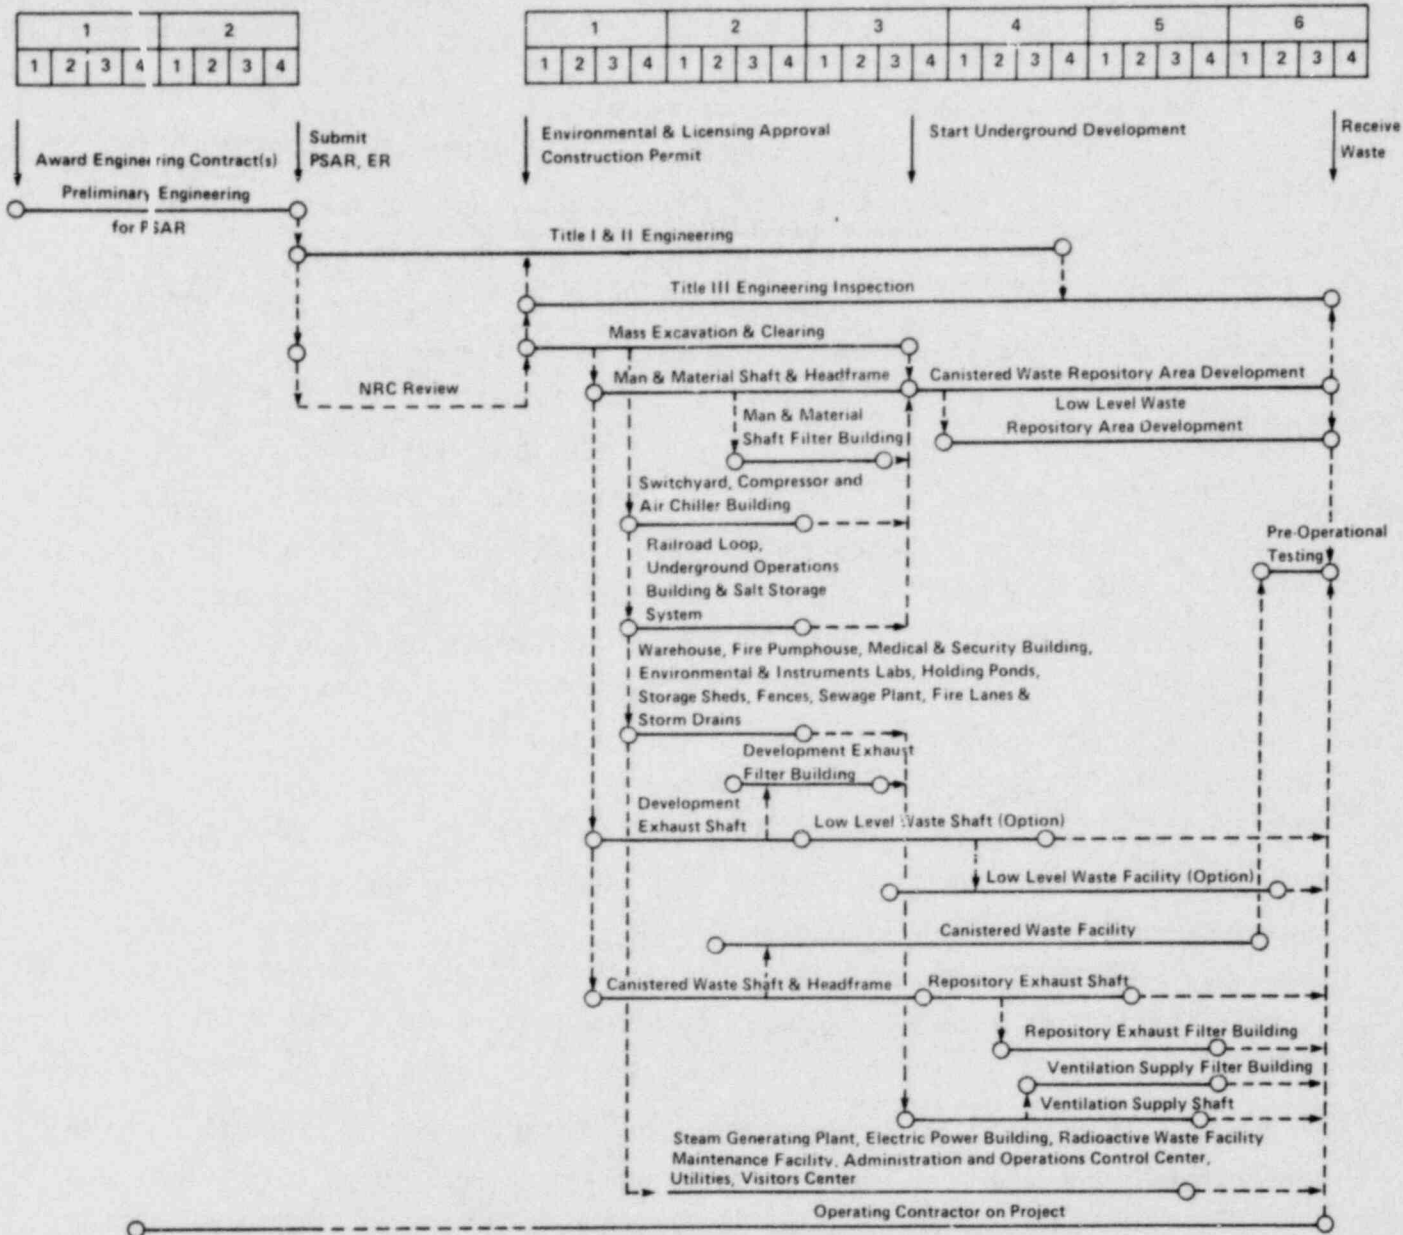 1 2
1 2 3 4 1 2 3 4
1 2 3 4 5 6
1 2 3 4 1 2 3 4 1 2 3 4 1 2 3 4 1 2 3 4 1 2 3 4
Award Engineering Contract(s)
Submit
PSAR, ER
Environmental & Licensing Approval
Construction Permit
Start Underground Development
Receive
Waste
Preliminary Engineering
for PSAR
Title I & II Engineering
Title III Engineering Inspection
Mass Excavation & Clearing
NRC Review
Man & Material Shaft & Headframe
Canistered Waste Repository Area Development
Low Level Waste
Repository Area Development
Man & Material
Shaft Filter Building
Switchyard, Compressor and
Air Chiller Building
Pre-Operational
Testing
Railroad Loop,
Underground Operations
Building & Salt Storage
System
Warehouse, Fire Pumphouse, Medical & Security Building,
Environmental & Instruments Labs, Holding Ponds,
Storage Sheds, Fences, Sewage Plant, Fire Lanes &
Storm Drains
Development Exhaust
Filter Building
Development
Exhaust Shaft
Low Level Waste Shaft (Option)
Low Level Waste Facility (Option)
Canistered Waste Facility
Canistered Waste Shaft & Headframe
Repository Exhaust Shaft
Repository Exhaust Filter Building
Ventilation Supply Filter Building
Ventilation Supply Shaft
Steam Generating Plant, Electric Power Building, Radioactive Waste Facility
Maintenance Facility, Administration and Operations Control Center,
Utilities, Visitors Center
Operating Contractor on Project